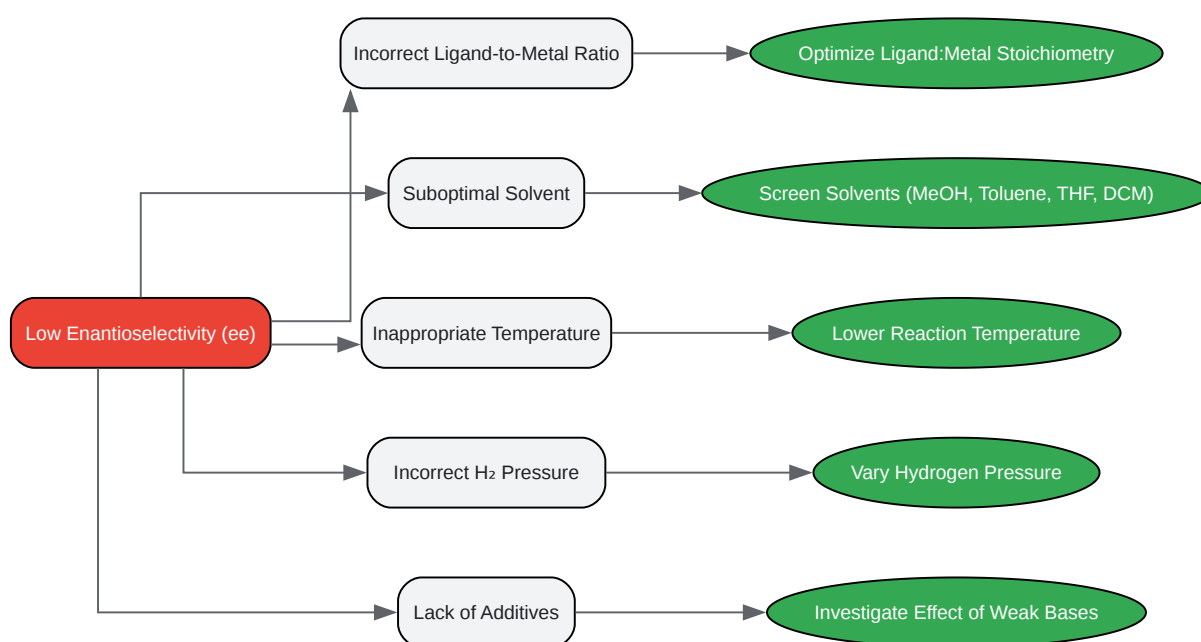 Incorrect Ligand-to-Metal Ratio
Optimize Ligand:Metal Stoichiometry
Suboptimal Solvent
Screen Solvents (MeOH, Toluene, THF, DCM)
Low Enantioselectivity (ee)
Inappropriate Temperature
Lower Reaction Temperature
Incorrect H₂ Pressure
Vary Hydrogen Pressure
Lack of Additives
Investigate Effect of Weak Bases